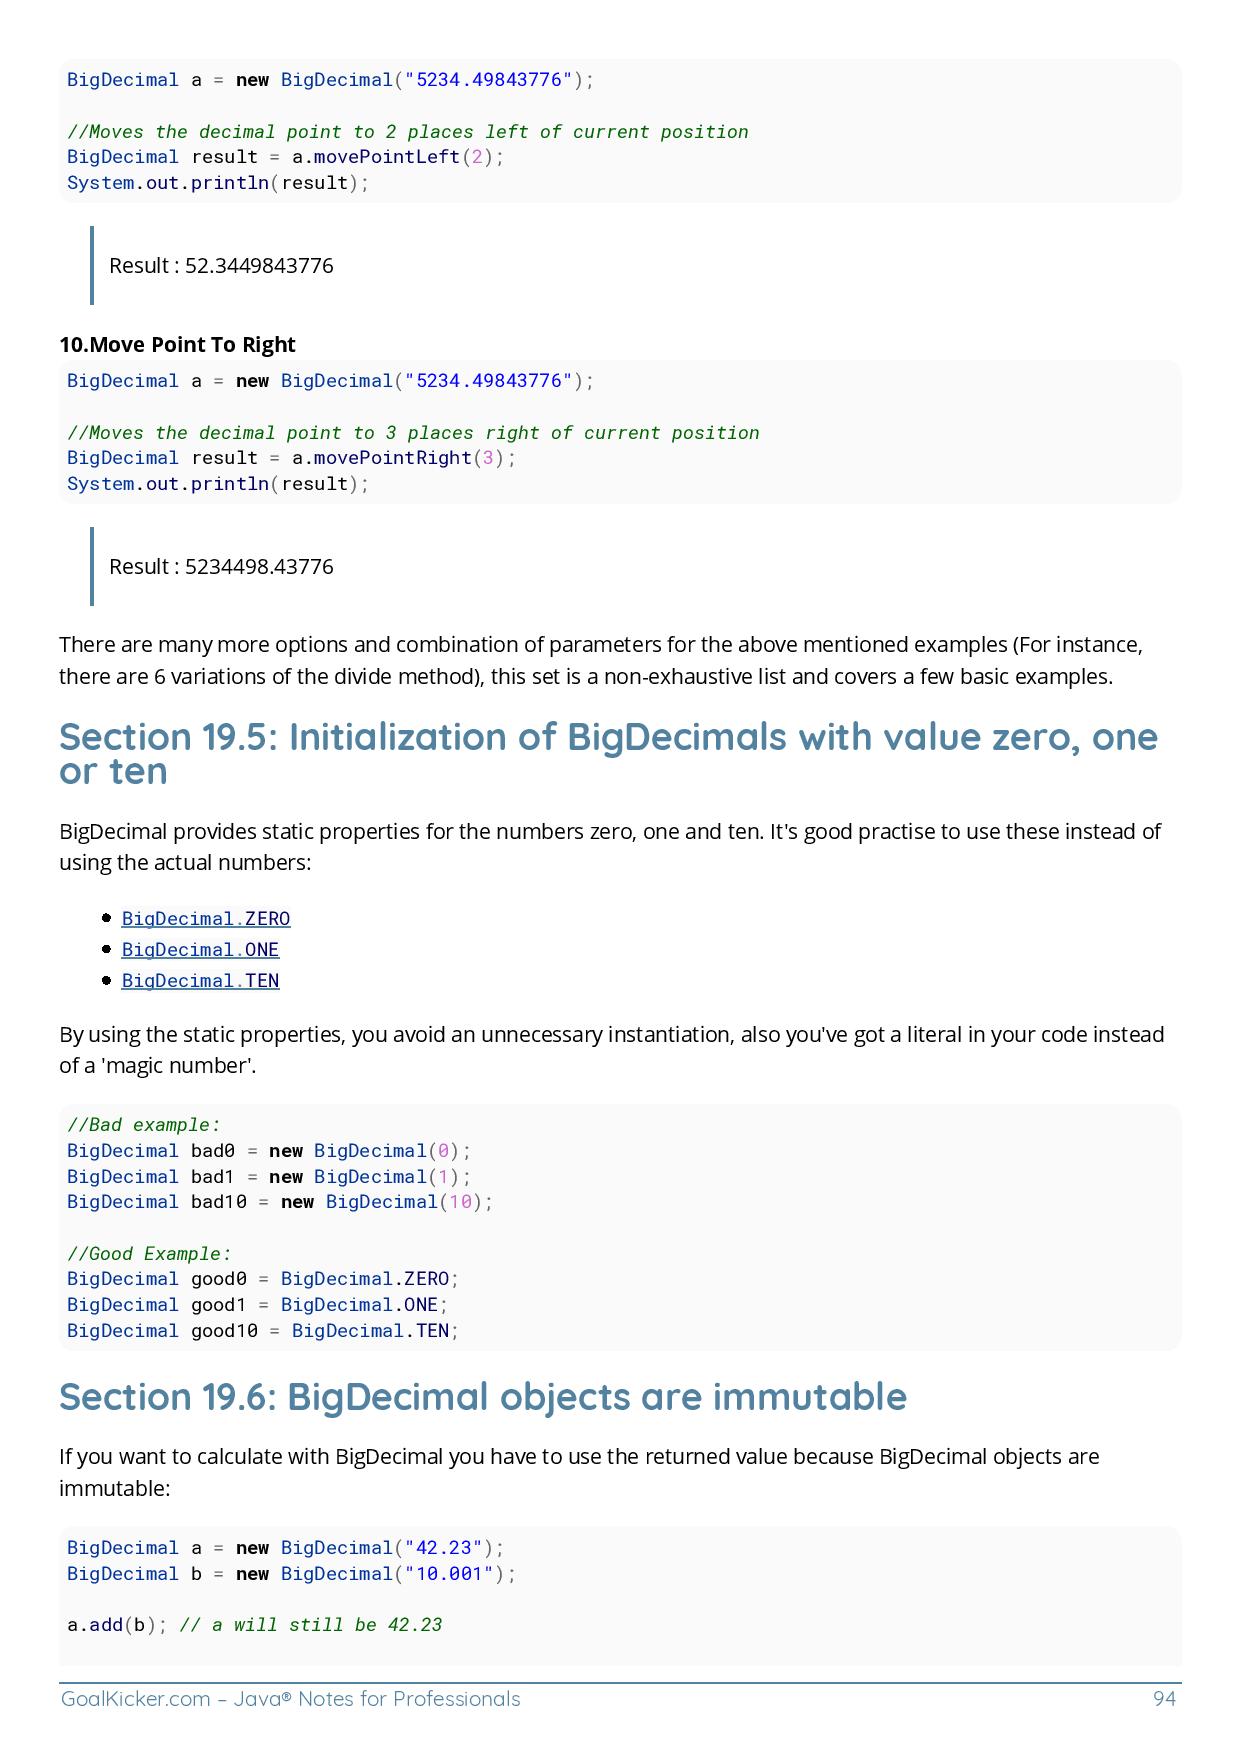 BigDecimal a = new BigDecimal("5234.49843776");

//Moves the decimal point to 2 places left of current position
BigDecimal result = a.movePointLeft(2);
System.out.println(result);

Result : 52.3449843776

10.Move Point To Right
BigDecimal a = new BigDecimal("5234.49843776");

//Moves the decimal point to 3 places right of current position
BigDecimal result = a.movePointRight(3);
System.out.println(result);

Result : 5234498.43776

There are many more options and combination of parameters for the above mentioned examples (For instance,
there are 6 variations of the divide method), this set is a non-exhaustive list and covers a few basic examples.

Section 19.5: Initialization of BigDecimals with value zero, one
or ten

BigDecimal provides static properties for the numbers zero, one and ten. It's good practise to use these instead of
using the actual numbers:

• BigDecimal.ZERO
• BigDecimal.ONE
• BigDecimal.TEN

By using the static properties, you avoid an unnecessary instantiation, also you've got a literal in your code instead
of a 'magic number'.

//Bad example:
BigDecimal bad0 = new BigDecimal(0);
BigDecimal bad1 = new BigDecimal(1);
BigDecimal bad10 = new BigDecimal(10);

//Good Example:
BigDecimal good0 = BigDecimal.ZERO;
BigDecimal good1 = BigDecimal.ONE;
BigDecimal good10 = BigDecimal.TEN;

Section 19.6: BigDecimal objects are immutable

If you want to calculate with BigDecimal you have to use the returned value because BigDecimal objects are
immutable:

BigDecimal a = new BigDecimal("42.23");
BigDecimal b = new BigDecimal("10.001");

a.add(b); // a will still be 42.23

GoalKicker.com – Java® Notes for Professionals 94